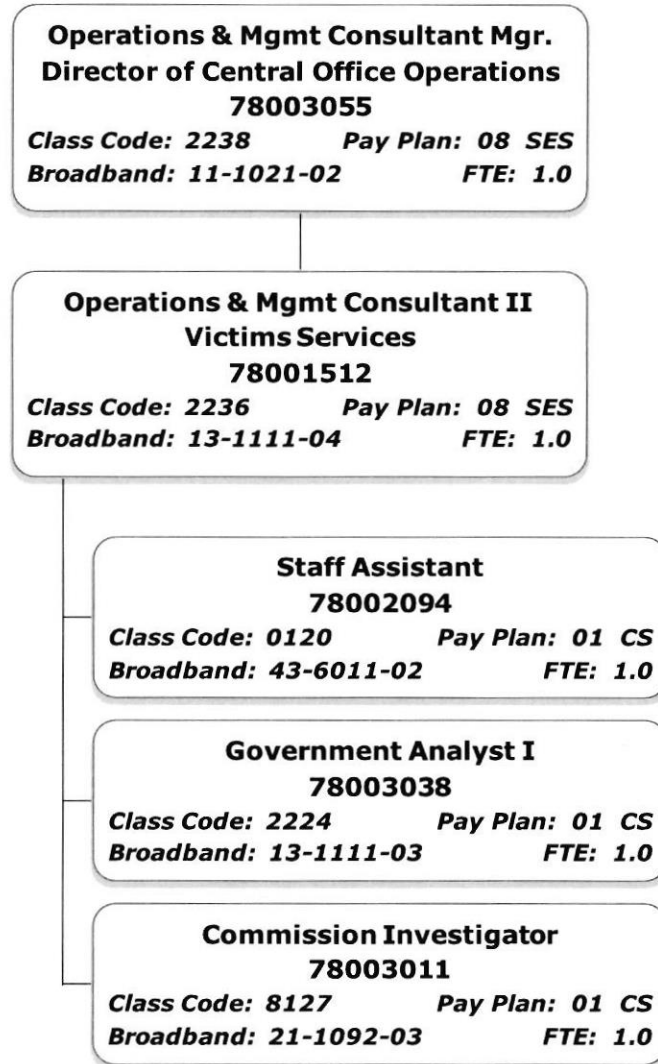 Operations & Mgmt Consultant Mgr.
Director of Central Office Operations
78003055
Class Code: 2238 Pay Plan: 08 SES
Broadband: 11-1021-02 FTE: 1.0
Operations & Mgmt Consultant II
Victims Services
78001512
Class Code: 2236 Pay Plan: 08 SES
Broadband: 13-1111-04 FTE: 1.0
Staff Assistant
78002094
Class Code: 0120 Pay Plan: 01 CS
Broadband: 43-6011-02 FTE: 1.0
Government Analyst I
78003038
Class Code: 2224 Pay Plan: 01 CS
Broadband: 13-1111-03 FTE: 1.0
Commission Investigator
78003011
Class Code: 8127 Pay Plan: 01 CS
Broadband: 21-1092-03 FTE: 1.0